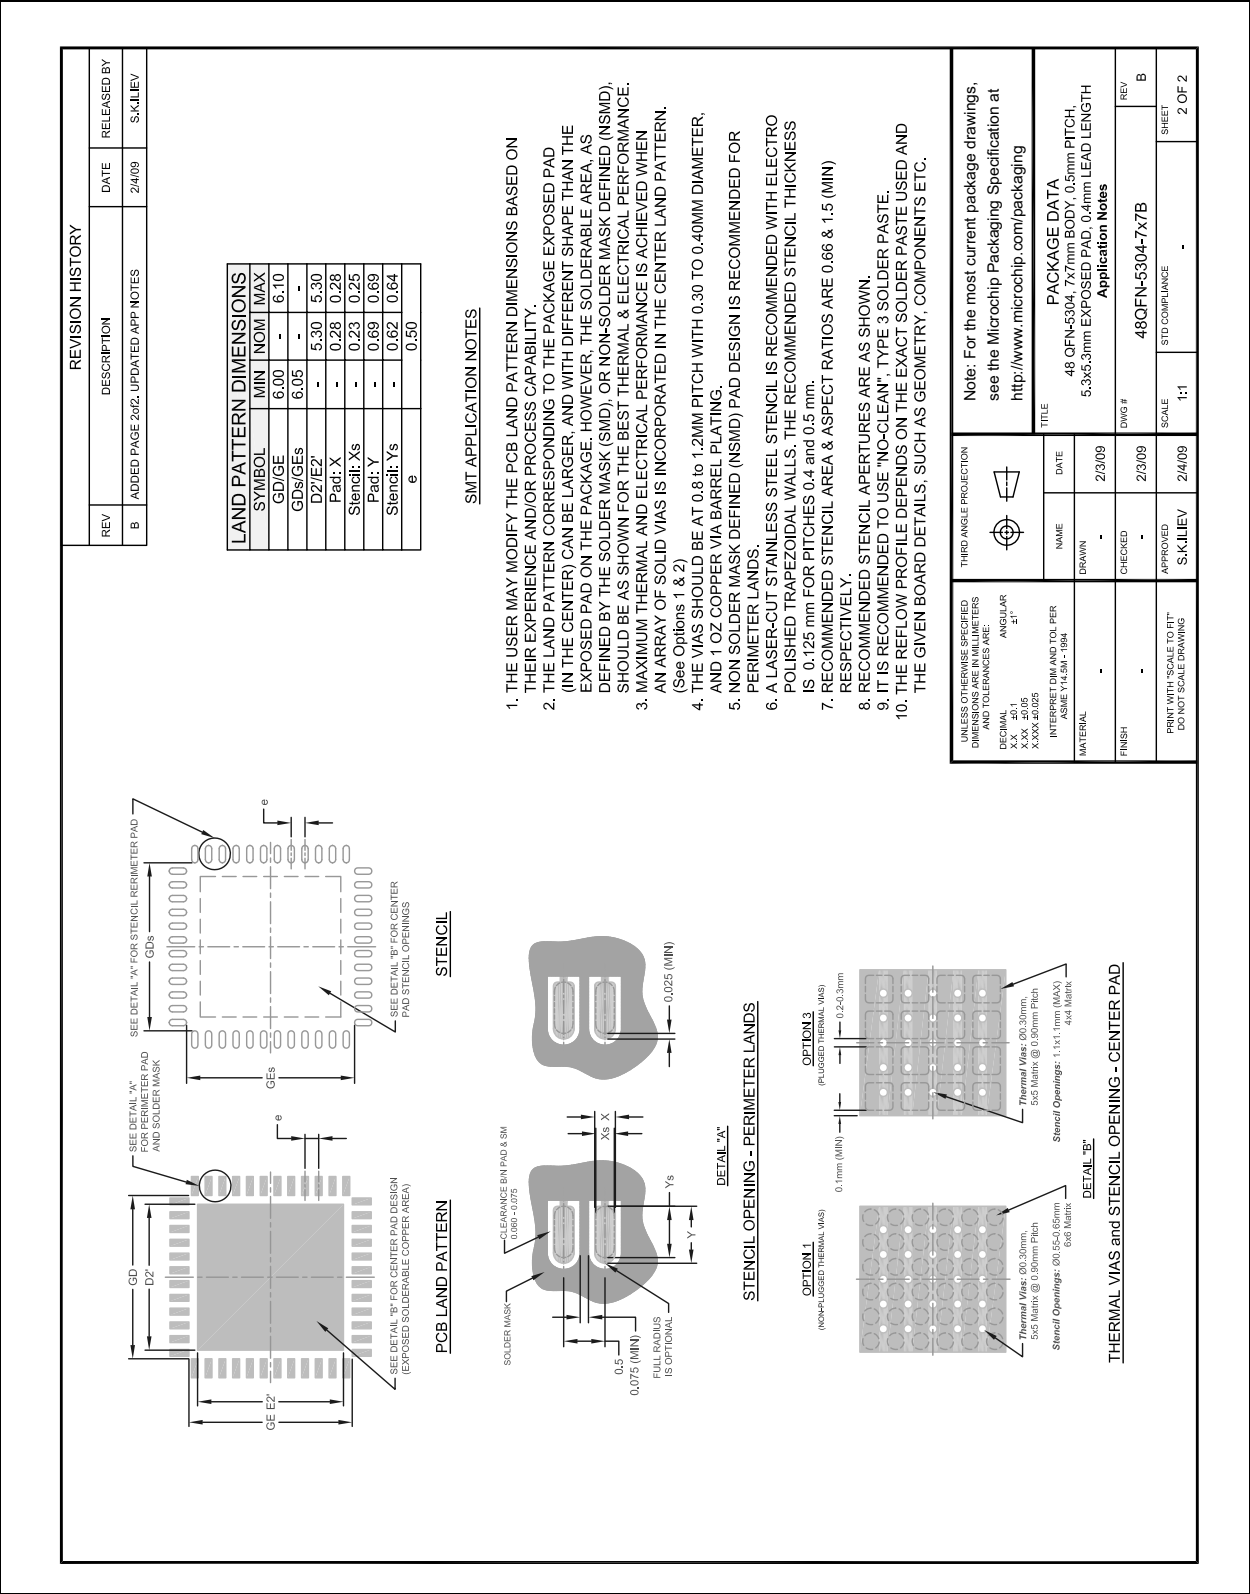 REVISION HISTORY
REV DESCRIPTION DATE RELEASED BY
B ADDED PAGE 2of2. UPDATED APP NOTES 2/4/09 S.K.ILIEV
SEE DETAIL "A"
FOR PERIMETER PAD
AND SOLDER MASK
GD
D2'
e
GE E2'
SEE DETAIL "B" FOR CENTER PAD DESIGN
(EXPOSED SOLDERABLE COPPER AREA)
PCB LAND PATTERN
SEE DETAIL "A" FOR STENCIL RERIMETER PAD
GDs
e
GEs
SEE DETAIL "B" FOR CENTER
PAD STENCIL OPENINGS
STENCIL
LAND PATTERN DIMENSIONS
SYMBOL MIN NOM MAX
GD/GE 6.00 - 6.10
GDs/GEs 6.05 - -
D2'/E2' - 5.30 5.30
Pad: X - 0.28 0.28
Stencil: Xs - 0.23 0.25
Pad: Y - 0.69 0.69
Stencil: Ys - 0.62 0.64
e 0.50
SOLDER MASK
CLEARANCE B/N PAD & SM
0.060 - 0.075
0.5
0.075 (MIN)
FULL RADIUS
IS OPTIONAL
Xs X
Ys
Y
0.025 (MIN)
DETAIL "A"
STENCIL OPENING - PERIMETER LANDS
OPTION 1
(NON-PLUGGED THERMAL VIAS)
Thermal Vias: Ø0.30mm,
5x5 Matrix @ 0.90mm Pitch
Stencil Openings: Ø0.55-0.65mm
6x6 Matrix
OPTION 3
(PLUGGED THERMAL VIAS)
0.1mm (MIN)
0.2-0.3mm
Thermal Vias: Ø0.30mm,
5x5 Matrix @ 0.90mm Pitch
Stencil Openings: 1.1x1.1mm (MAX)
4x4 Matrix
DETAIL "B"
THERMAL VIAS and STENCIL OPENING - CENTER PAD
SMT APPLICATION NOTES
1. THE USER MAY MODIFY THE PCB LAND PATTERN DIMENSIONS BASED ON
THEIR EXPERIENCE AND/OR PROCESS CAPABILITY.
2. THE LAND PATTERN CORRESPONDING TO THE PACKAGE EXPOSED PAD
(IN THE CENTER) CAN BE LARGER, AND WITH DIFFERENT SHAPE THAN THE
EXPOSED PAD ON THE PACKAGE. HOWEVER, THE SOLDERABLE AREA, AS
DEFINED BY THE SOLDER MASK (SMD), OR NON-SOLDER MASK DEFINED (NSMD),
SHOULD BE AS SHOWN FOR THE BEST THERMAL & ELECTRICAL PERFORMANCE.
3. MAXIMUM THERMAL AND ELECTRICAL PERFORMANCE IS ACHIEVED WHEN
AN ARRAY OF SOLID VIAS IS INCORPORATED IN THE CENTER LAND PATTERN.
(See Options 1 & 2)
4. THE VIAS SHOULD BE AT 0.8 to 1.2MM PITCH WITH 0.30 TO 0.40MM DIAMETER,
AND 1 OZ COPPER VIA BARREL PLATING.
5. NON SOLDER MASK DEFINED (NSMD) PAD DESIGN IS RECOMMENDED FOR
PERIMETER LANDS.
6. A LASER-CUT STAINLESS STEEL STENCIL IS RECOMMENDED WITH ELECTRO
POLISHED TRAPEZOIDAL WALLS. THE RECOMMENDED STENCIL THICKNESS
IS 0.125 mm FOR PITCHES 0.4 and 0.5 mm.
7. RECOMMENDED STENCIL AREA & ASPECT RATIOS ARE 0.66 & 1.5 (MIN)
RESPECTIVELY.
8. RECOMMENDED STENCIL APERTURES ARE AS SHOWN.
9. IT IS RECOMMENDED TO USE "NO-CLEAN", TYPE 3 SOLDER PASTE.
10. THE REFLOW PROFILE DEPENDS ON THE EXACT SOLDER PASTE USED AND
THE GIVEN BOARD DETAILS, SUCH AS GEOMETRY, COMPONENTS ETC.
UNLESS OTHERWISE SPECIFIED
DIMENSIONS ARE IN MILLIMETERS
AND TOLERANCES ARE:
DECIMAL ANGULAR
X.X ±0.1 ±1°
X.XX ±0.05
X.XXX ±0.025
INTERPRET DIM AND TOL PER
ASME Y14.5M - 1994
MATERIAL
-
FINISH
-
PRINT WITH "SCALE TO FIT"
DO NOT SCALE DRAWING
THIRD ANGLE PROJECTION
NAME DATE
DRAWN
- 2/3/09
CHECKED
- 2/3/09
APPROVED
S.K.ILIEV 2/4/09
Note: For the most current package drawings,
see the Microchip Packaging Specification at
http://www.microchip.com/packaging
TITLE
PACKAGE DATA
48 QFN-5304, 7x7mm BODY, 0.5mm PITCH,
5.3x5.3mm EXPOSED PAD, 0.4mm LEAD LENGTH
Application Notes
DWG # REV
48QFN-5304-7x7B B
SCALE STD COMPLIANCE SHEET
1:1 - 2 OF 2